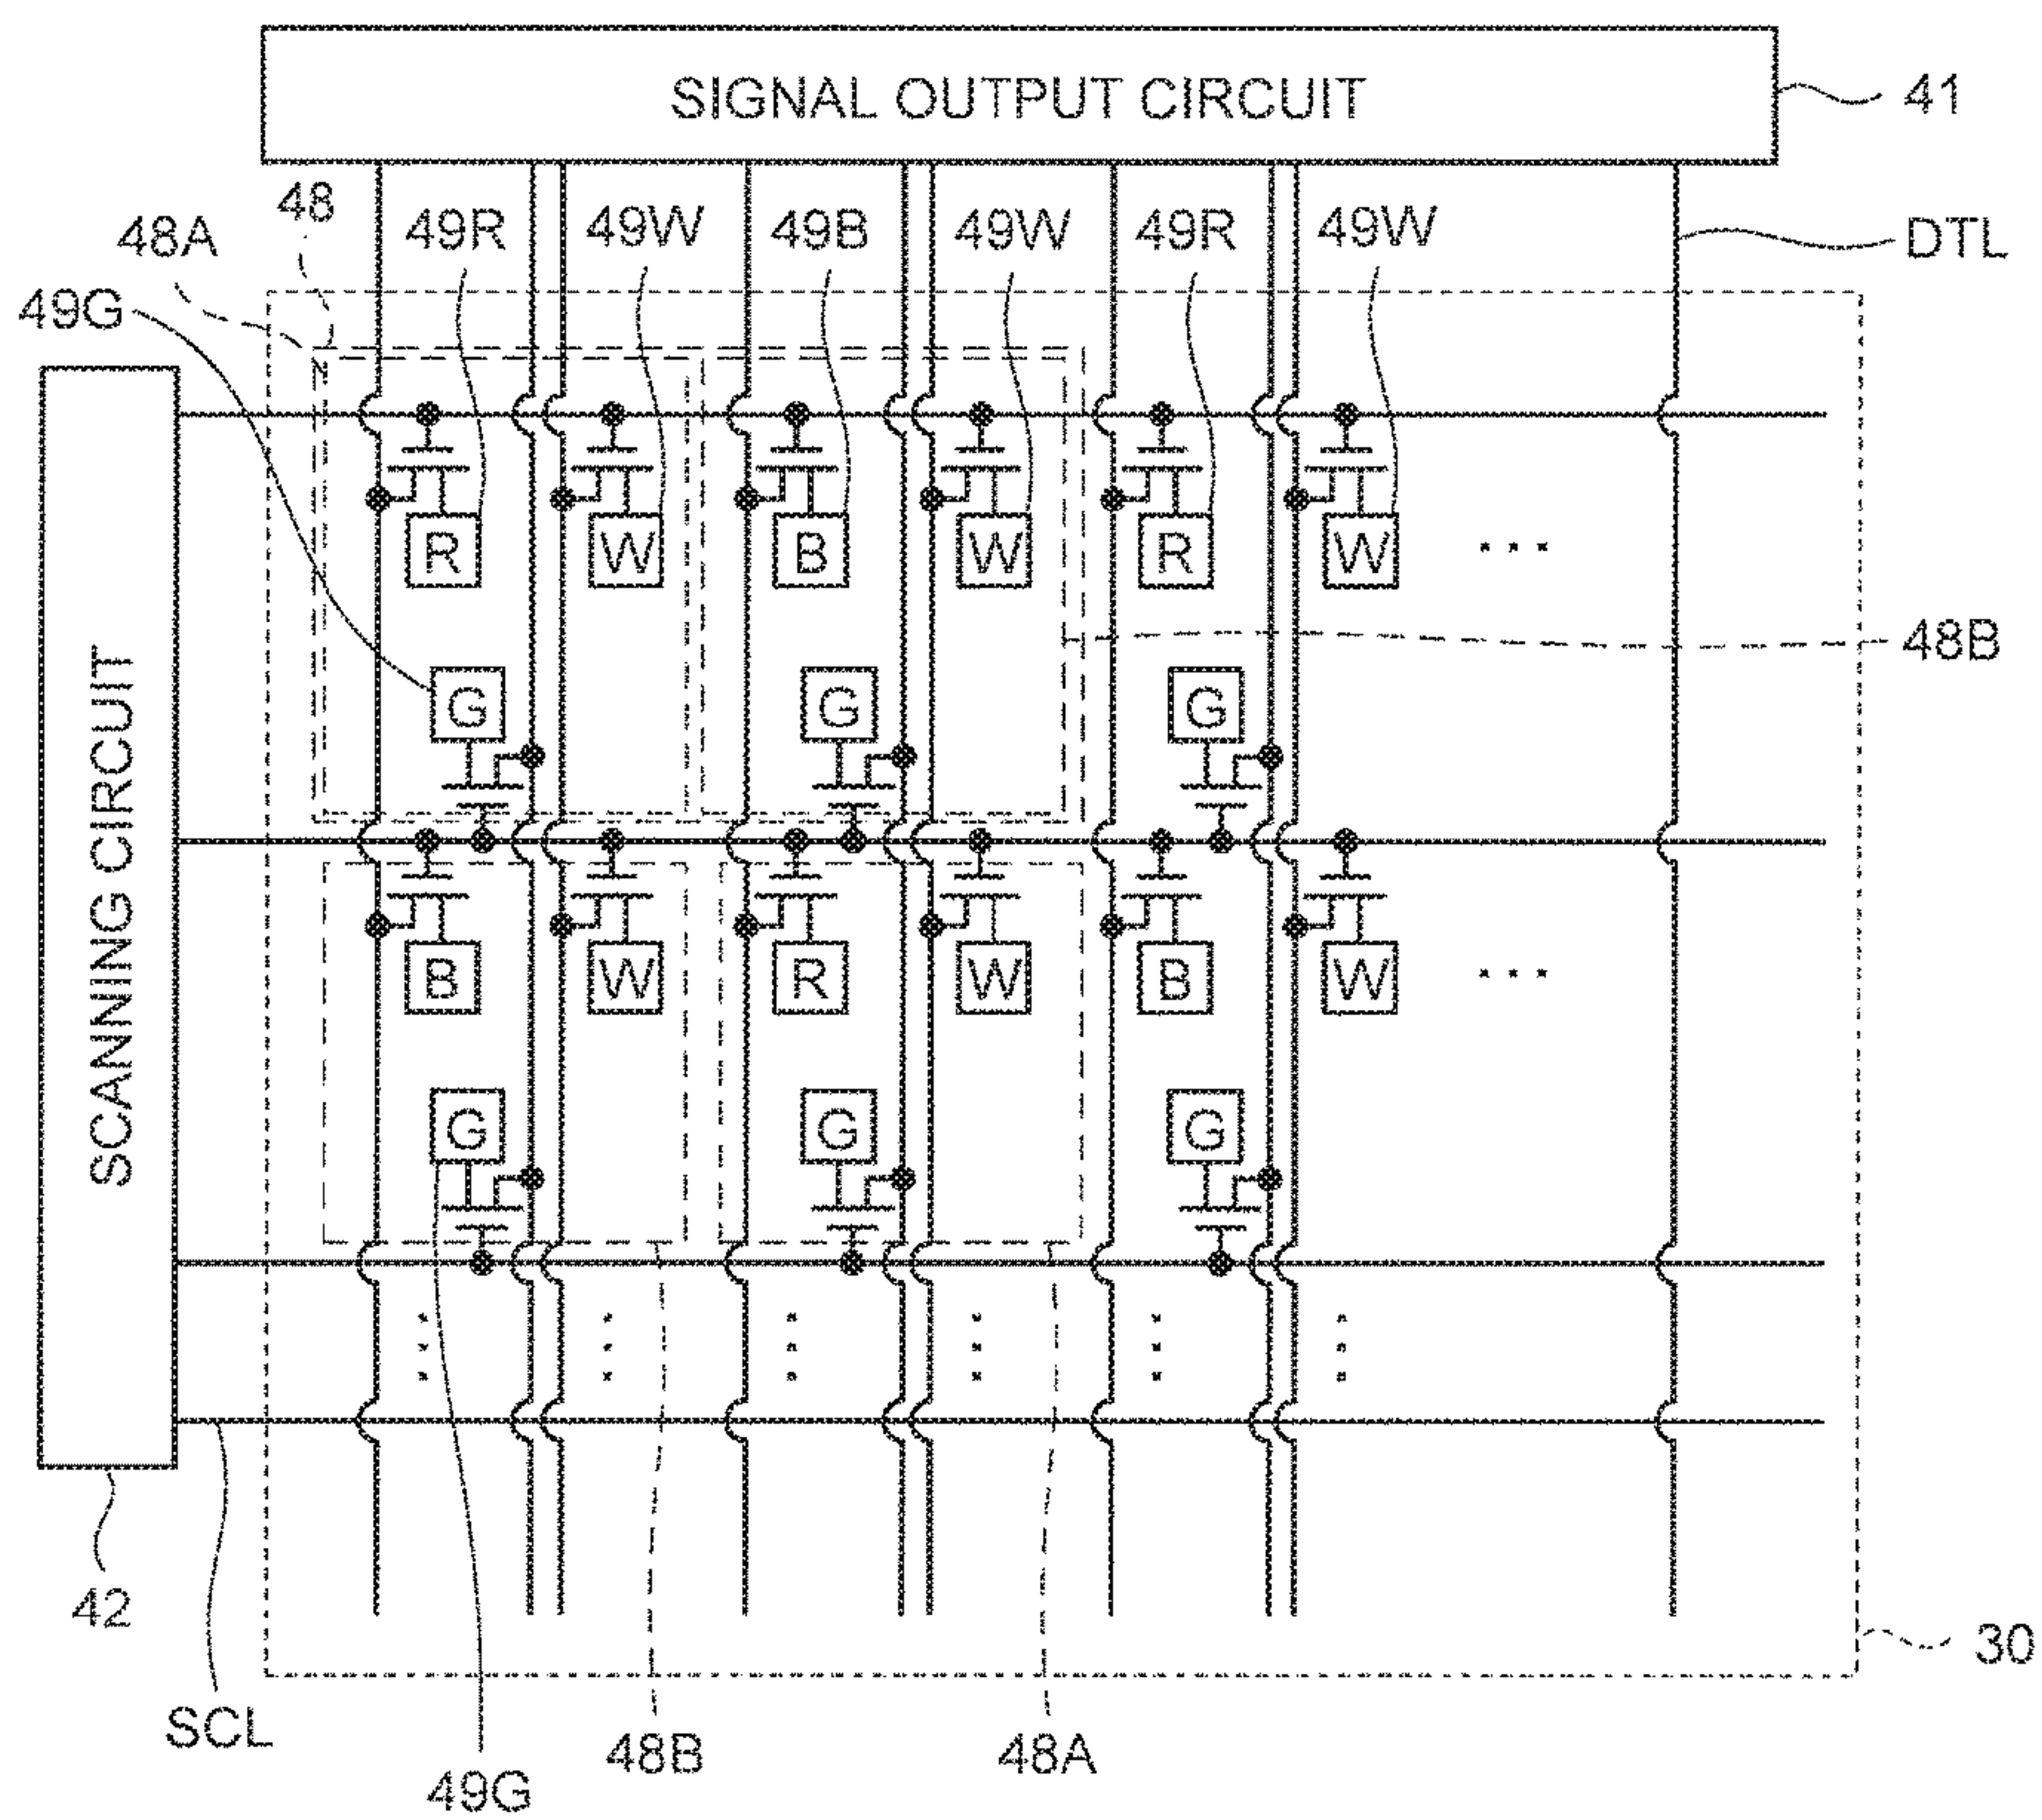 SIGNAL OUTPUT CIRCUIT
41
48
48A
49R
49W
49B
49W
49R
49W
DTL
49G
R
W
B
W
R
W
...
48B
G
G
G
SCANNING CIRCUIT
B
W
R
W
B
W
...
G
G
G
42
30
SCL
48B
48A
49G